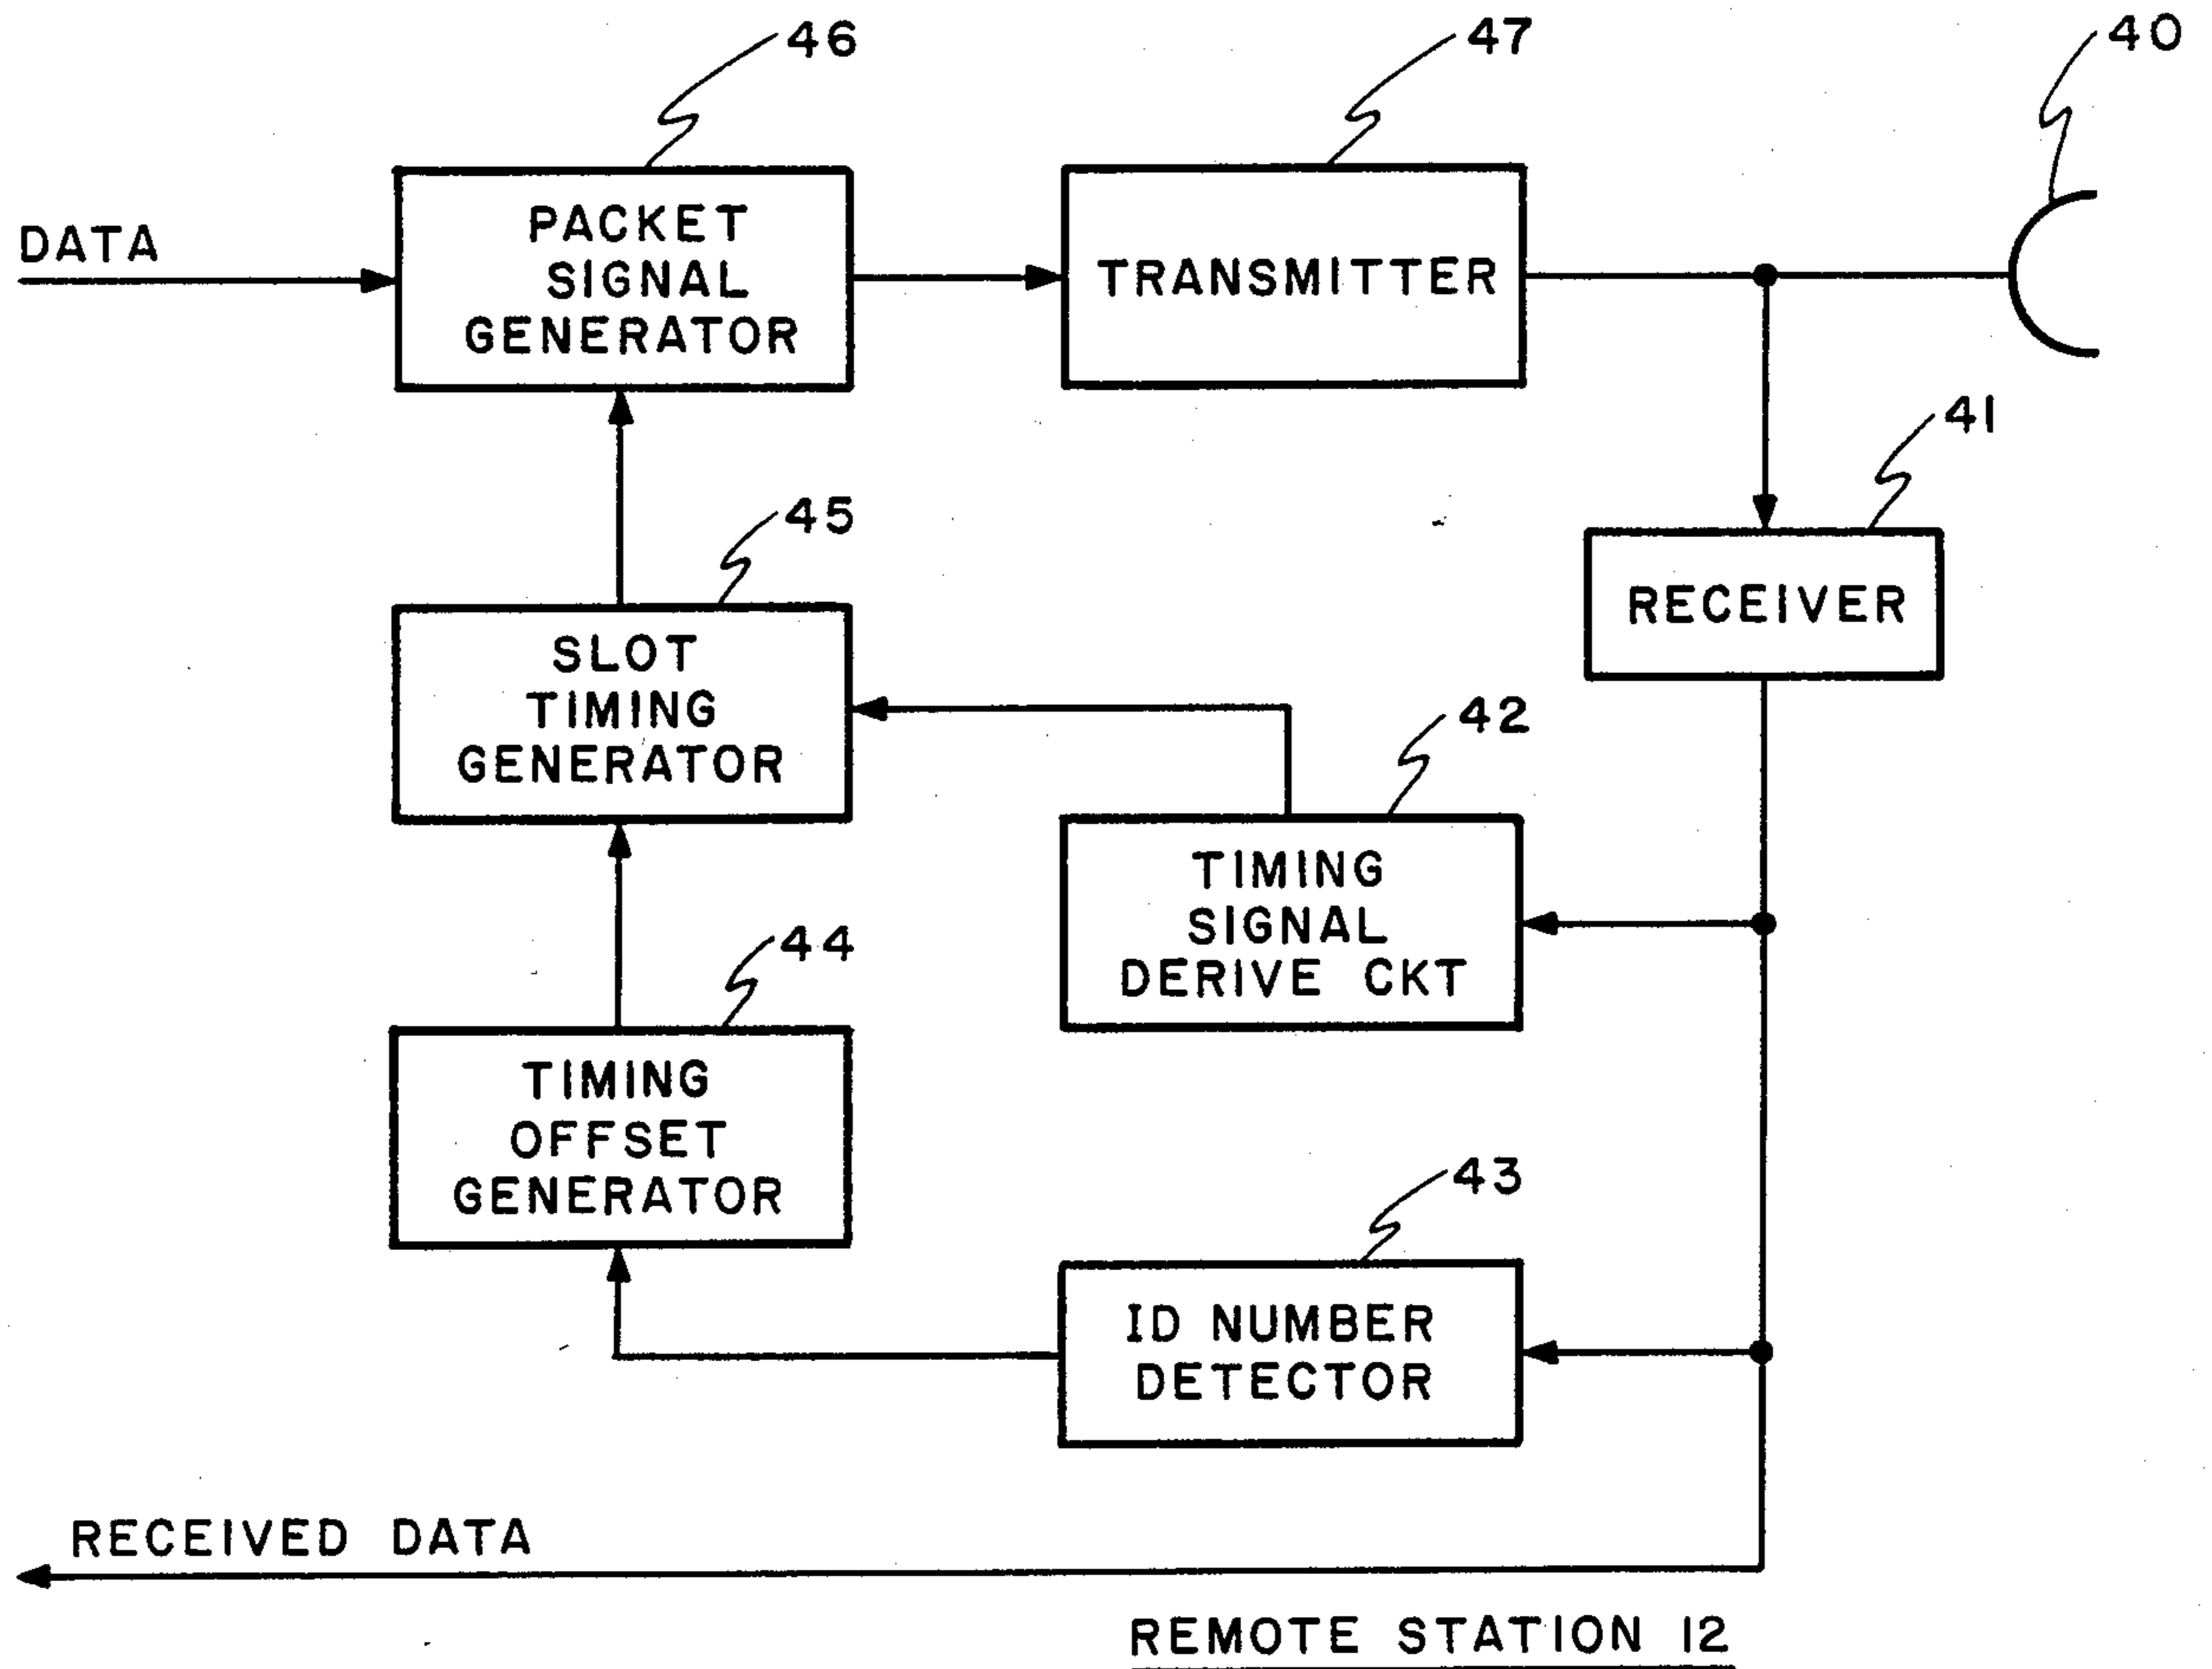 46
47
40
DATA
PACKET
SIGNAL
GENERATOR
TRANSMITTER
41
RECEIVER
45
SLOT
TIMING
GENERATOR
42
TIMING
SIGNAL
DERIVE CKT
44
TIMING
OFFSET
GENERATOR
43
ID NUMBER
DETECTOR
RECEIVED DATA
REMOTE STATION 12